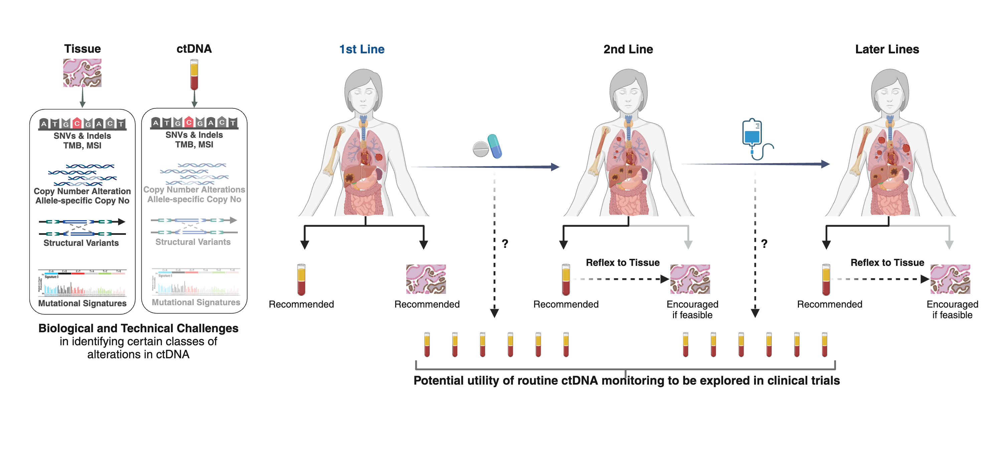 Tissue
ctDNA
1st Line
2nd Line
Later Lines
A T G C G A C T
SNVs & Indels
TMB, MSI
Copy Number Alteration
Allele-specific Copy No
Structural Variants
C>A C>G C>T T>A T>C T>G
Signature 3
Mutational Signatures
A T G C G A C T
SNVs & Indels
TMB, MSI
Copy Number Alterations
Allele-specific Copy No
Structural Variants
C>A C>G C>T T>A T>C T>G
Signature 3
Mutational Signatures
Biological and Technical Challenges
in identifying certain classes of
alterations in ctDNA
Recommended
Recommended
?
Reflex to Tissue
Recommended
Encouraged
if feasible
?
Reflex to Tissue
Recommended
Encouraged
if feasible
Potential utility of routine ctDNA monitoring to be explored in clinical trials